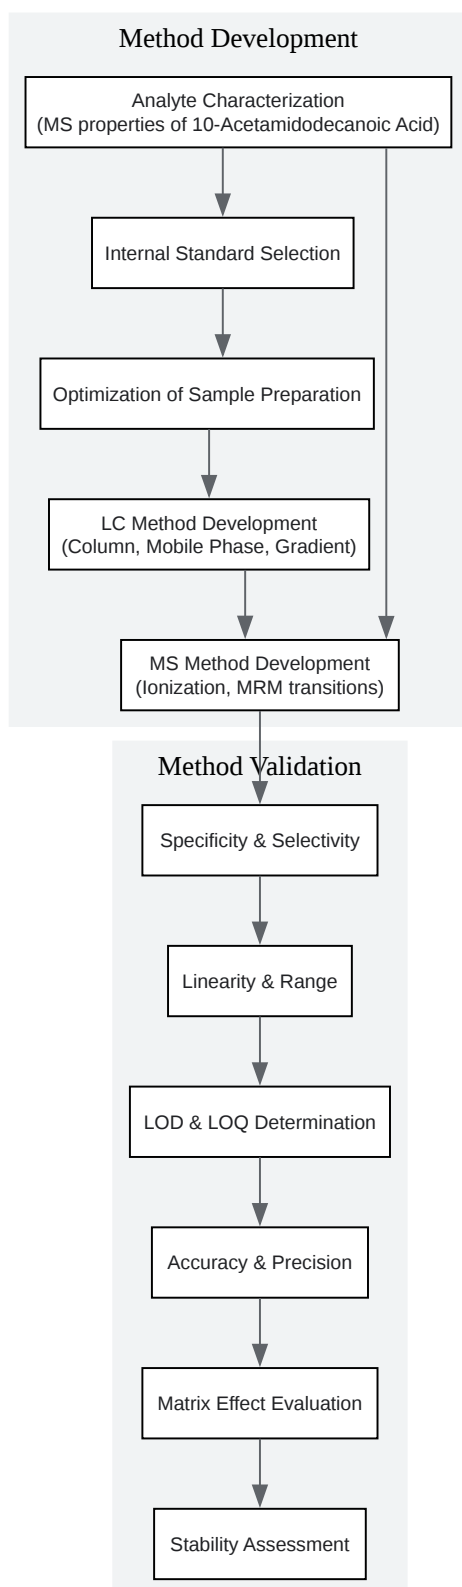 Method Development
Analyte Characterization
(MS properties of 10-Acetamidodecanoic Acid)
Internal Standard Selection
Optimization of Sample Preparation
LC Method Development
(Column, Mobile Phase, Gradient)
MS Method Development
(Ionization, MRM transitions)
Method Validation
Specificity & Selectivity
Linearity & Range
LOD & LOQ Determination
Accuracy & Precision
Matrix Effect Evaluation
Stability Assessment